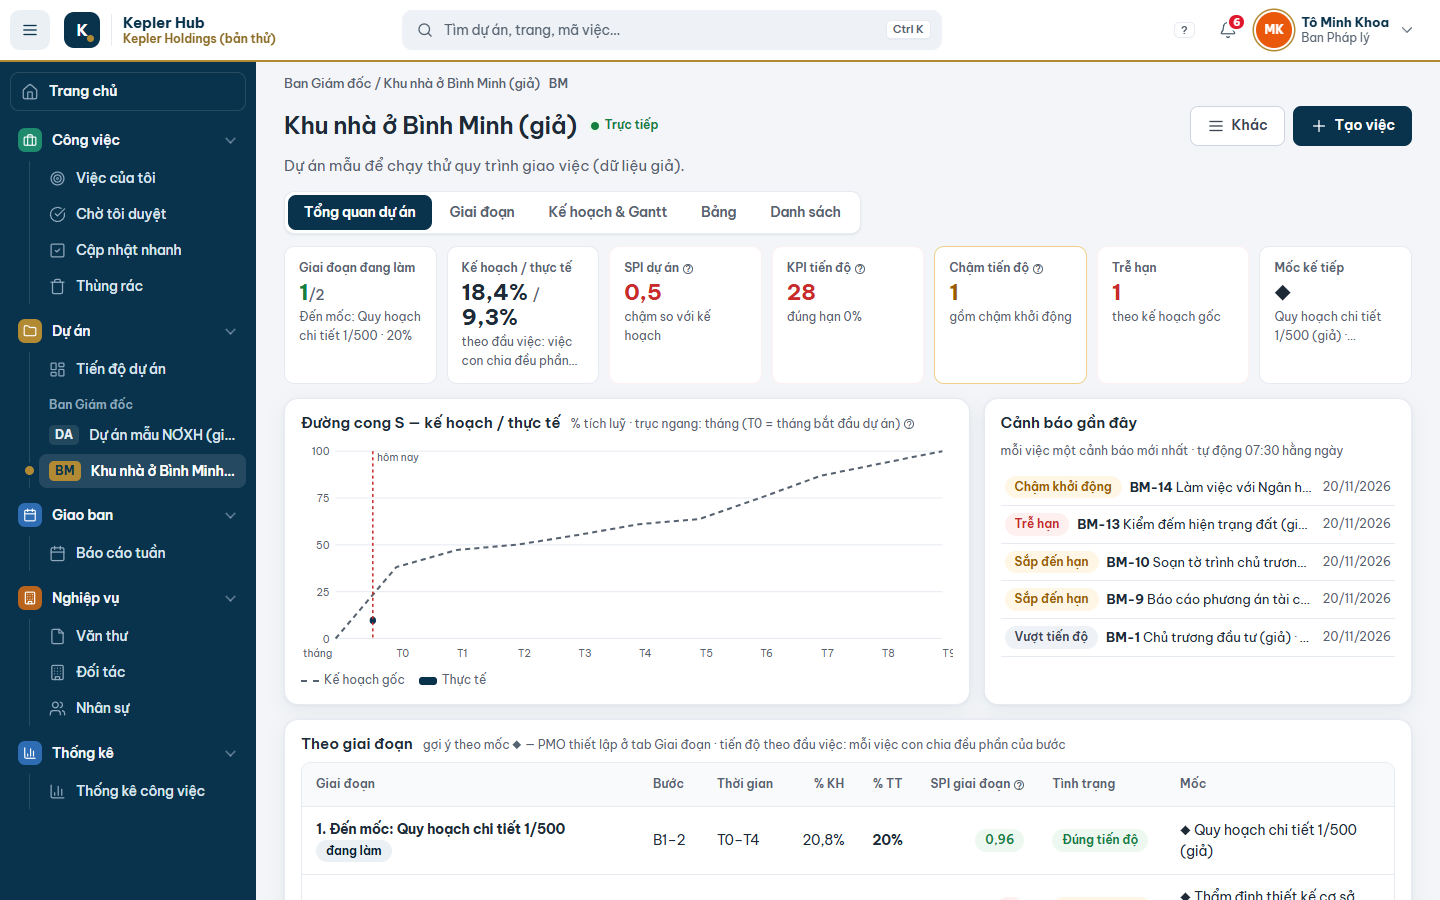 Kepler Hub
Kepler Holdings (bản thử)
Tìm dự án, trang, mã việc...
Ctrl K
?
6
MK
Tô Minh Khoa
Ban Pháp lý
Trang chủ
Công việc
Việc của tôi
Chờ tôi duyệt
Cập nhật nhanh
Thùng rác
Dự án
Tiến độ dự án
Ban Giám đốc
DA Dự án mẫu NƠXH (gi...
BM Khu nhà ở Bình Minh...
Giao ban
Báo cáo tuần
Nghiệp vụ
Văn thư
Đối tác
Nhân sự
Thống kê
Thống kê công việc
Ban Giám đốc / Khu nhà ở Bình Minh (giả) BM
Khu nhà ở Bình Minh (giả)
Trực tiếp
Khác
Tạo việc
Dự án mẫu để chạy thử quy trình giao việc (dữ liệu giả).
Tổng quan dự án
Giai đoạn
Kế hoạch & Gantt
Bảng
Danh sách
Giai đoạn đang làm
1/2
Đến mốc: Quy hoạch
chi tiết 1/500 · 20%
Kế hoạch / thực tế
18,4% /
9,3%
theo đầu việc: việc
con chia đều phần...
SPI dự án ?
0,5
chậm so với kế
hoạch
KPI tiến độ ?
28
đúng hạn 0%
Chậm tiến độ ?
1
gồm chậm khởi động
Trễ hạn
1
theo kế hoạch gốc
Mốc kế tiếp
◆
Quy hoạch chi tiết
1/500 (giả) ·...
Đường cong S — kế hoạch / thực tế % tích luỹ · trục ngang: tháng (T0 = tháng bắt đầu dự án) ?
100
75
50
25
0
hôm nay
tháng T0 T1 T2 T3 T4 T5 T6 T7 T8 T9
Kế hoạch gốc
Thực tế
Cảnh báo gần đây
mỗi việc một cảnh báo mới nhất · tự động 07:30 hằng ngày
Chậm khởi động BM-14 Làm việc với Ngân h... 20/11/2026
Trễ hạn BM-13 Kiểm đếm hiện trạng đất (gi... 20/11/2026
Sắp đến hạn BM-10 Soạn tờ trình chủ trươn... 20/11/2026
Sắp đến hạn BM-9 Báo cáo phương án tài c... 20/11/2026
Vượt tiến độ BM-1 Chủ trương đầu tư (giả) · ... 20/11/2026
Theo giai đoạn gợi ý theo mốc ◆ — PMO thiết lập ở tab Giai đoạn · tiến độ theo đầu việc: mỗi việc con chia đều phần của bước
Giai đoạn Bước Thời gian % KH % TT SPI giai đoạn ? Tình trạng Mốc
1. Đến mốc: Quy hoạch chi tiết 1/500
đang làm
B1–2 T0–T4 20,8% 20% 0,96 Đúng tiến độ
◆ Quy hoạch chi tiết 1/500
(giả)
◆ Thẩm định thiết kế cơ sở